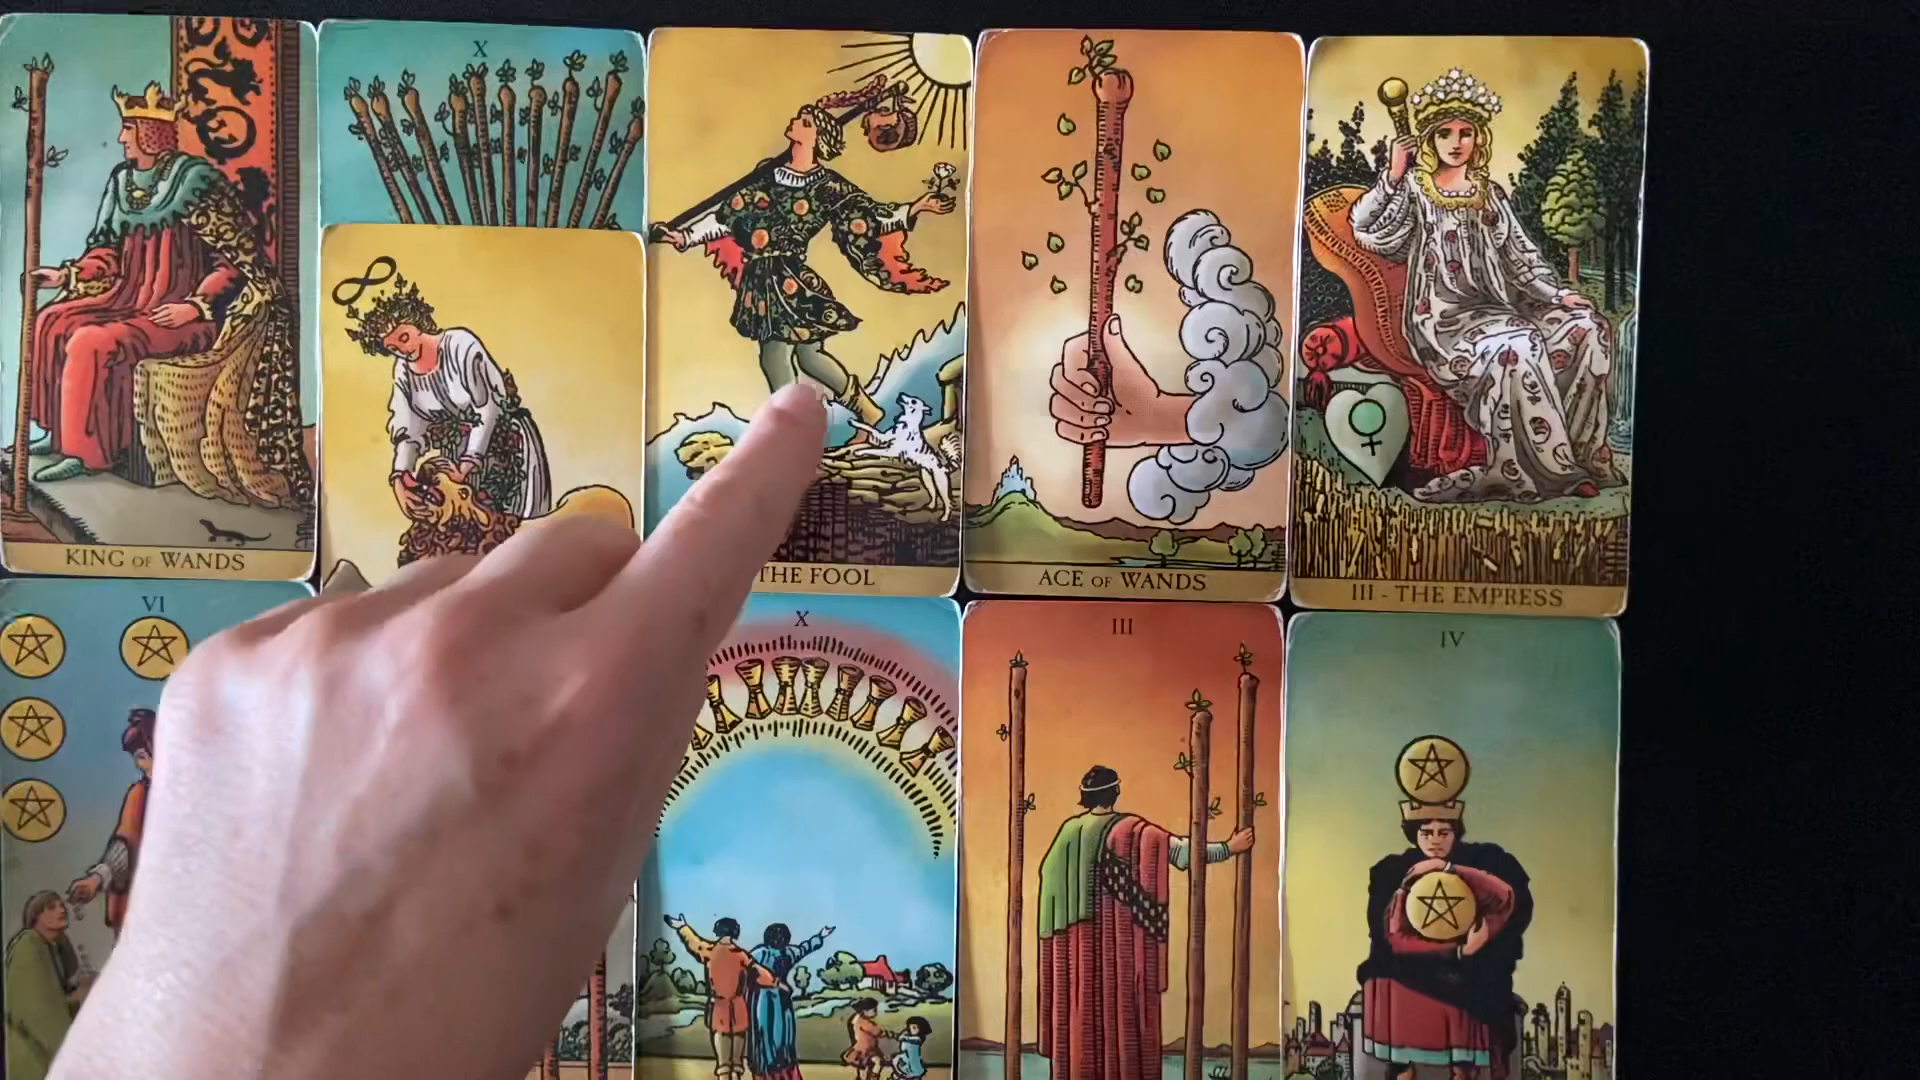 X
KING OF WANDS
THE FOOL
ACE OF WANDS
III - THE EMPRESS
VI
X
III
IV